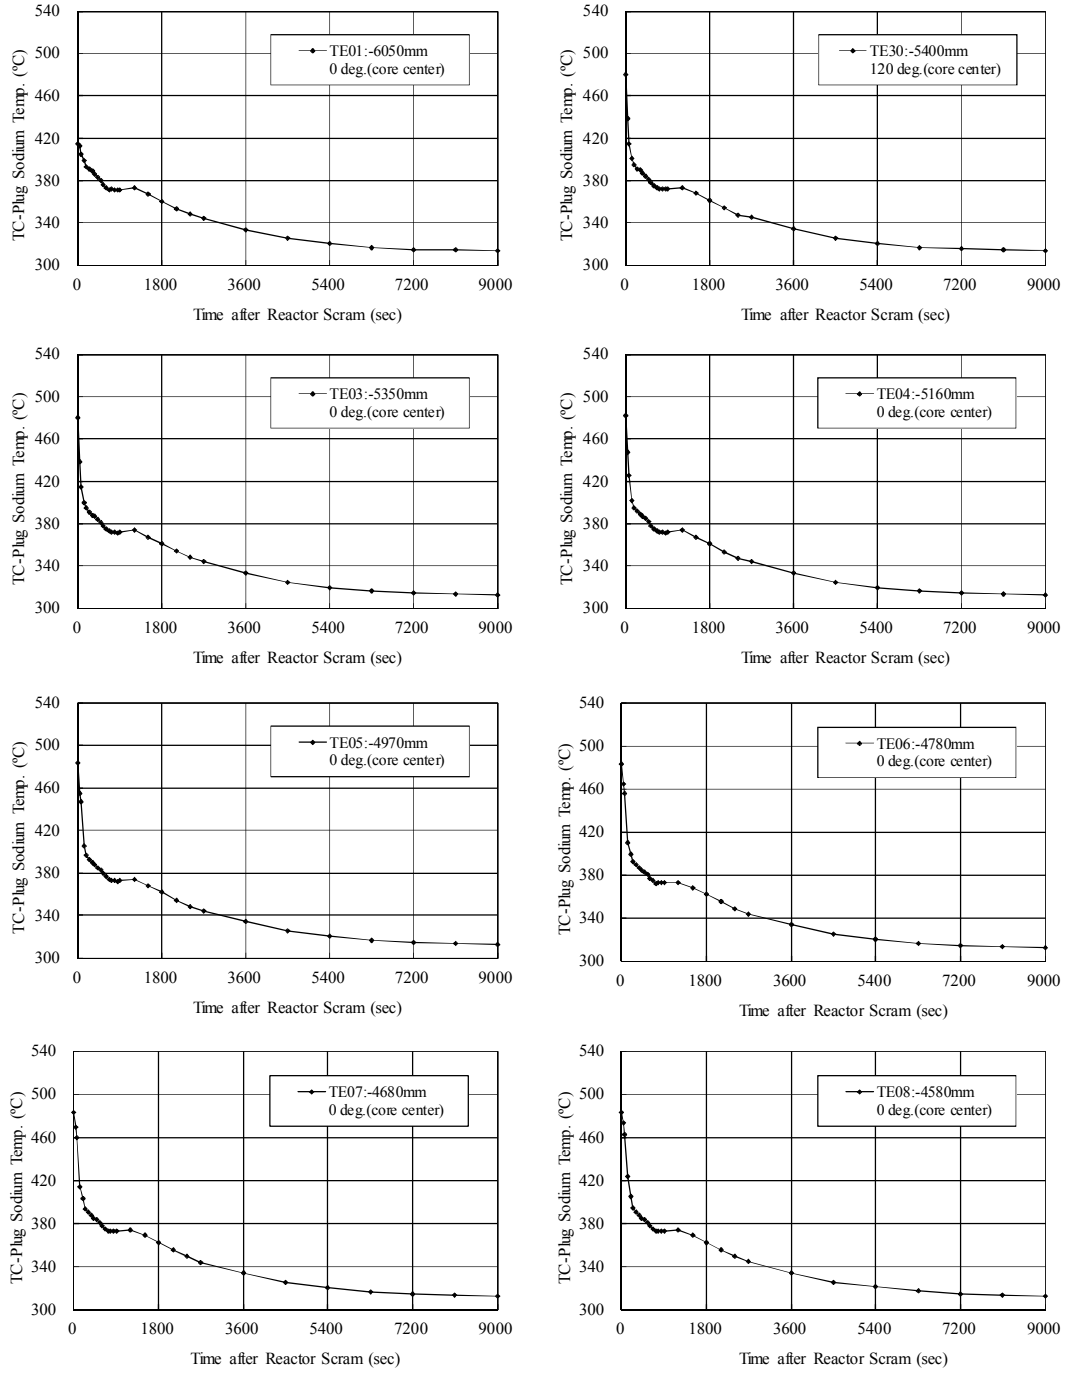 540
500
460
420
380
340
300
TC-Plug Sodium Temp. (ºC)
TE01:-6050mm
0 deg.(core center)
0 1800 3600 5400 7200 9000
Time after Reactor Scram (sec)
540
500
460
420
380
340
300
TC-Plug Sodium Temp. (ºC)
TE30:-5400mm
120 deg.(core center)
0 1800 3600 5400 7200 9000
Time after Reactor Scram (sec)
540
500
460
420
380
340
300
TC-Plug Sodium Temp. (ºC)
TE03:-5350mm
0 deg.(core center)
0 1800 3600 5400 7200 9000
Time after Reactor Scram (sec)
540
500
460
420
380
340
300
TC-Plug Sodium Temp. (ºC)
TE04:-5160mm
0 deg.(core center)
0 1800 3600 5400 7200 9000
Time after Reactor Scram (sec)
540
500
460
420
380
340
300
TC-Plug Sodium Temp. (ºC)
TE05:-4970mm
0 deg.(core center)
0 1800 3600 5400 7200 9000
Time after Reactor Scram (sec)
540
500
460
420
380
340
300
TC-Plug Sodium Temp. (ºC)
TE06:-4780mm
0 deg.(core center)
0 1800 3600 5400 7200 9000
Time after Reactor Scram (sec)
540
500
460
420
380
340
300
TC-Plug Sodium Temp. (ºC)
TE07:-4680mm
0 deg.(core center)
0 1800 3600 5400 7200 9000
Time after Reactor Scram (sec)
540
500
460
420
380
340
300
TC-Plug Sodium Temp. (ºC)
TE08:-4580mm
0 deg.(core center)
0 1800 3600 5400 7200 9000
Time after Reactor Scram (sec)